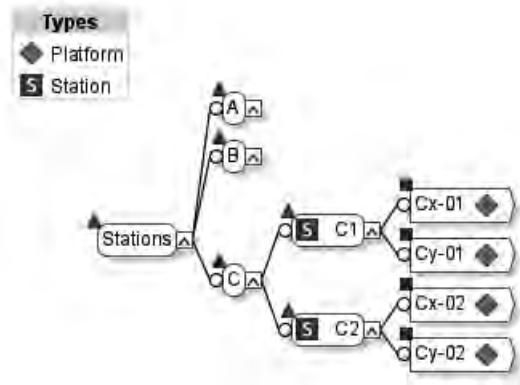 Types
Platform
S Station
A
B
Stations
C
S C1
S C2
Cx-01
Cy-01
Cx-02
Cy-02